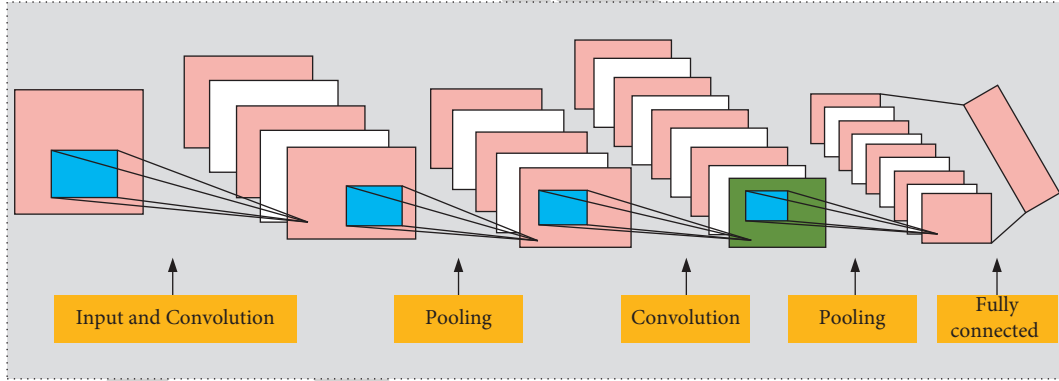 Input and Convolution
Pooling
Convolution
Pooling
Fully
connected